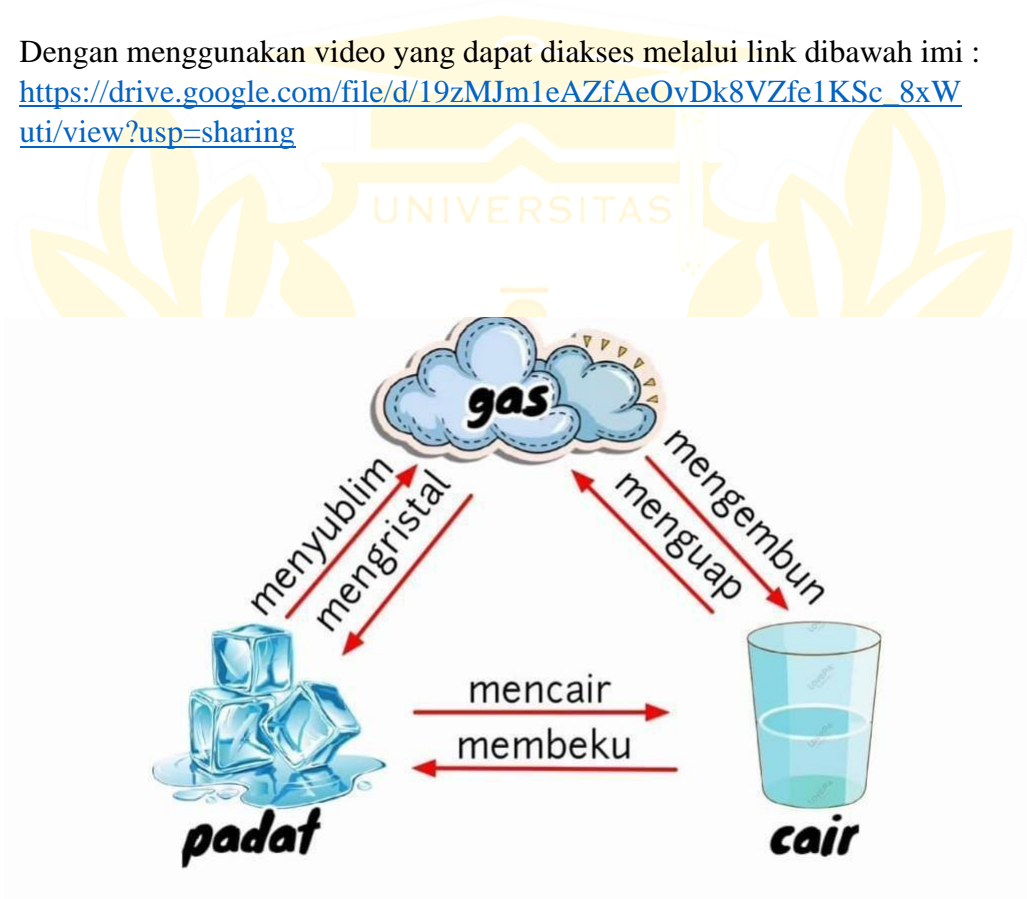 Dengan menggunakan video yang dapat diakses melalui link dibawah imi :
https://drive.google.com/file/d/19zMJm1eAZfAeOvDk8VZfe1KSc_8xW
uti/view?usp=sharing
UNIVERSITAS
gas
menyublim
mengristal
menguap
mengembun
mencair
membeku
padat
cair